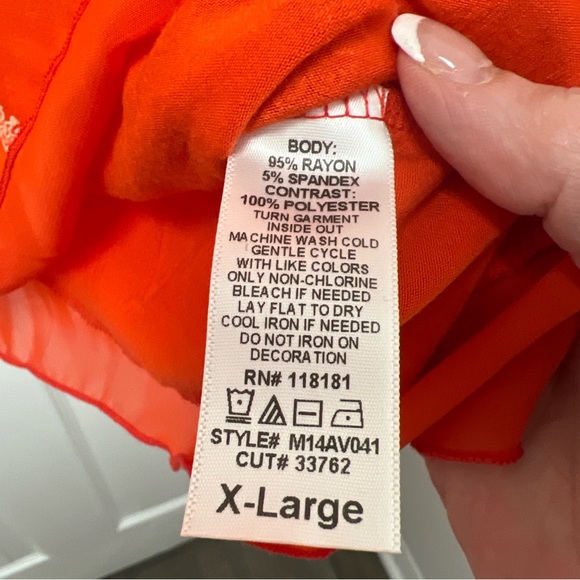 BODY:
95% RAYON
5% SPANDEX
CONTRAST:
100% POLYESTER
TURN GARMENT
INSIDE OUT
MACHINE WASH COLD
GENTLE CYCLE
WITH LIKE COLORS
ONLY NON-CHLORINE
BLEACH IF NEEDED
LAY FLAT TO DRY
COOL IRON IF NEEDED
DO NOT IRON ON
DECORATION
RN# 118181
STYLE# M14AV041
CUT# 33762
X-Large